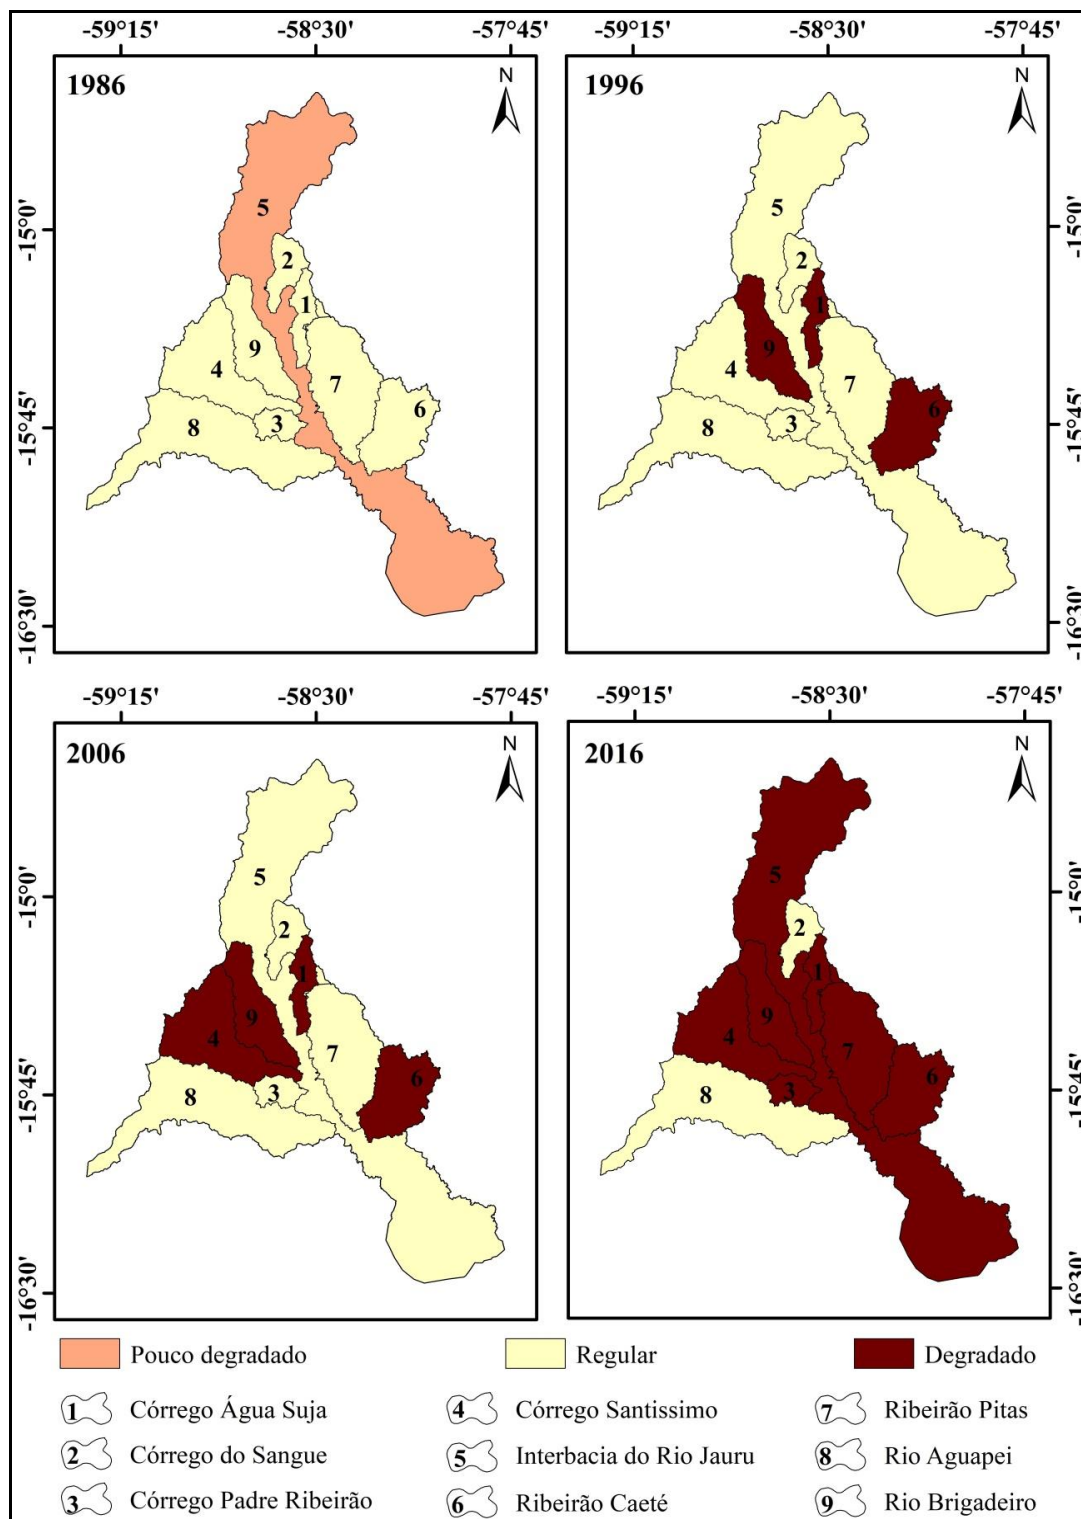 -59°15' -58°30' -57°45' -59°15' -58°30' -57°45'
1986 N 1996 N
5 5
-15°0' -15°0'
2 2
1 1
9 9
4 7 4 7
6 6
8 3 8 3
-15°45' -15°45'
-16°30' -16°30'
-59°15' -58°30' -57°45' -59°15' -58°30' -57°45'
2006 N 2016 N
5 5
-15°0' -15°0'
2 2
1 1
9 9
4 7 4 7
6 6
8 3 8 3
-15°45' -15°45'
-16°30' -16°30'
Pouco degradado Regular Degradado
1 Córrego Água Suja 4 Córrego Santissimo 7 Ribeirão Pitas
2 Córrego do Sangue 5 Interbacia do Rio Jauru 8 Rio Aguapei
3 Córrego Padre Ribeirão 6 Ribeirão Caeté 9 Rio Brigadeiro